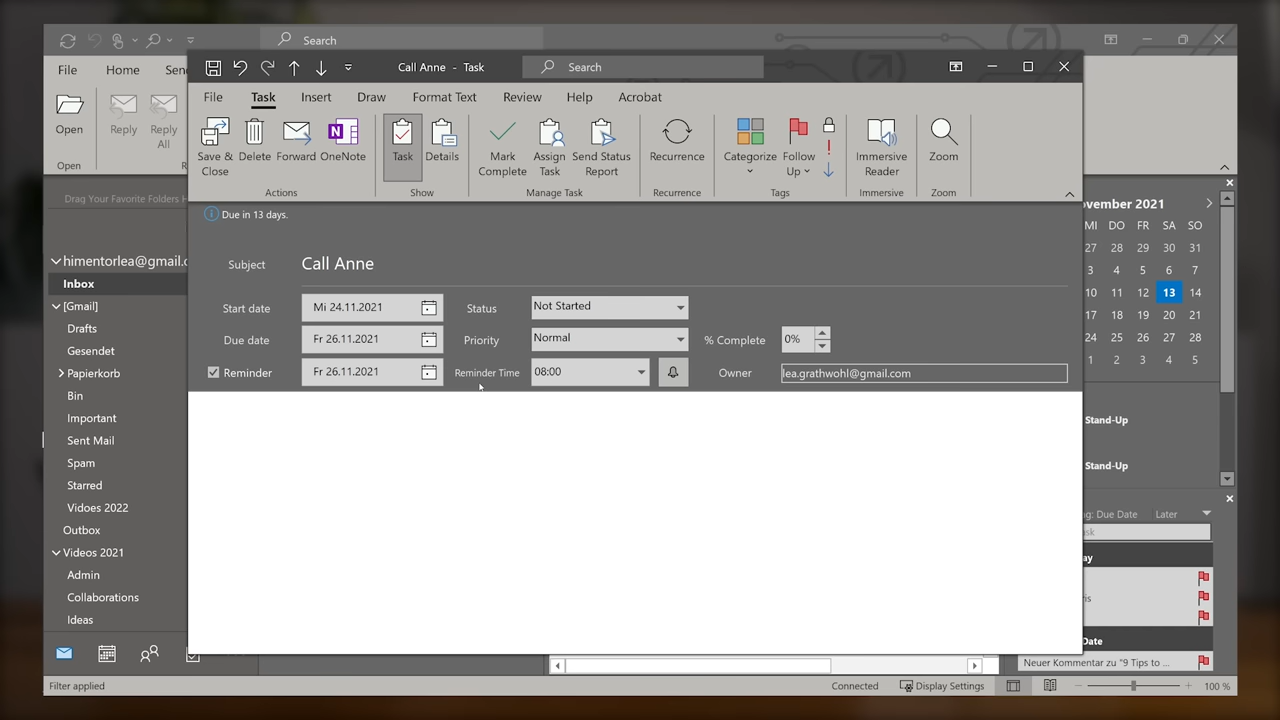 Search
Call Anne - Task
Search
File
Home
File
Task
Insert
Draw
Format Text
Review
Help
Acrobat
Open
Reply
Reply
All
Save &
Close
Delete
Forward
OneNote
Task
Details
Mark
Complete
Assign
Task
Send Status
Report
Recurrence
Categorize
Follow
Up
Immersive
Reader
Zoom
Open
Actions
Show
Manage Task
Recurrence
Tags
Immersive
Zoom
Drag Your Favorite Folders
Due in 13 days.
Subject
Call Anne
Start date
Mi 24.11.2021
Status
Not Started
Due date
Fr 26.11.2021
Priority
Normal
% Complete
0%
Reminder
Fr 26.11.2021
Reminder Time
08:00
Owner
lea.grathwohl@gmail.com
himentorlea@gmail.c
Inbox
[Gmail]
Drafts
Gesendet
Papierkorb
Bin
Important
Sent Mail
Spam
Starred
Vidoes 2022
Outbox
Videos 2021
Admin
Collaborations
Ideas
ovember 2021
MI DO FR SA SO
27 28 29 30 31
3 4 5 6 7
10 11 12 13 14
17 18 19 20 21
24 25 26 27 28
1 2 3 4 5
Stand-Up
Stand-Up
g: Due Date
Later
ay
Date
Neuer Kommentar zu "9 Tips to ...
Filter applied
Connected
Display Settings
100 %